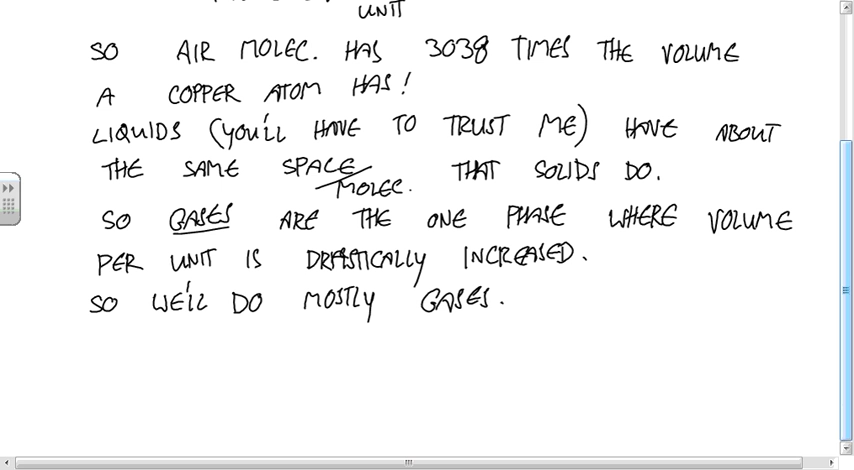 UNIT
SO AIR MOLEC. HAS 3038 TIMES THE VOLUME
A COPPER ATOM HAS!
LIQUIDS (YOU'LL HAVE TO TRUST ME) HAVE ABOUT
THE SAME SPACE/MOLEC. THAT SOLIDS DO.
SO GASES ARE THE ONE PHASE WHERE VOLUME
PER UNIT IS DRASTICALLY INCREASED.
SO WE'LL DO MOSTLY GASES.